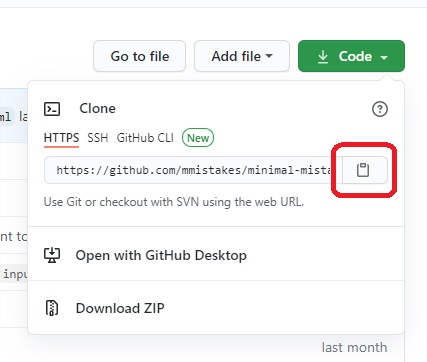 Go to file
Add file
Code
Clone
HTTPS SSH GitHub CLI New
https://github.com/mmistakes/minimal-mista
Use Git or checkout with SVN using the web URL.
Open with GitHub Desktop
Download ZIP
nt to
inpu
last month